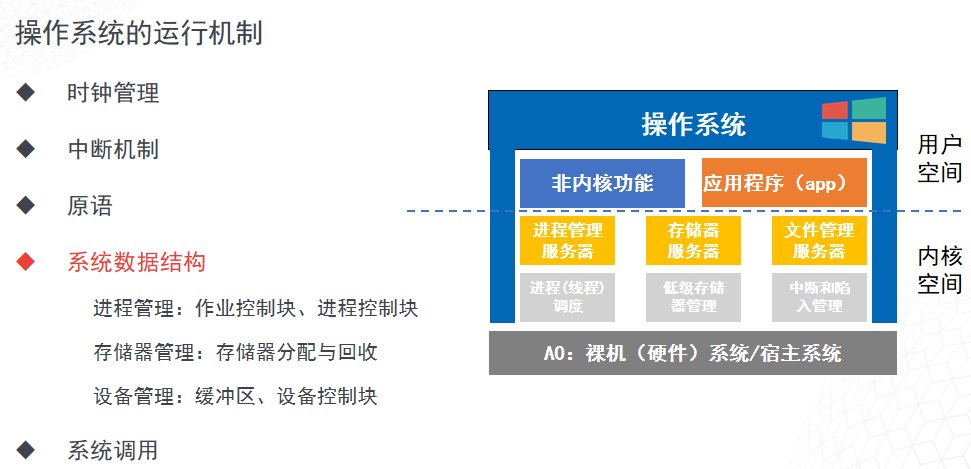 操作系统的运行机制
◆ 时钟管理
◆ 中断机制
◆ 原语
◆ 系统数据结构
进程管理：作业控制块、进程控制块
存储器管理：存储器分配与回收
设备管理：缓冲区、设备控制块
◆ 系统调用
操作系统
非内核功能
应用程序（app）
用户
空间
进程管理
服务器
存储器
服务器
文件管理
服务器
进程(线程)
调度
低级存储
器管理
中断和陷
入管理
内核
空间
A0：裸机（硬件）系统/宿主系统